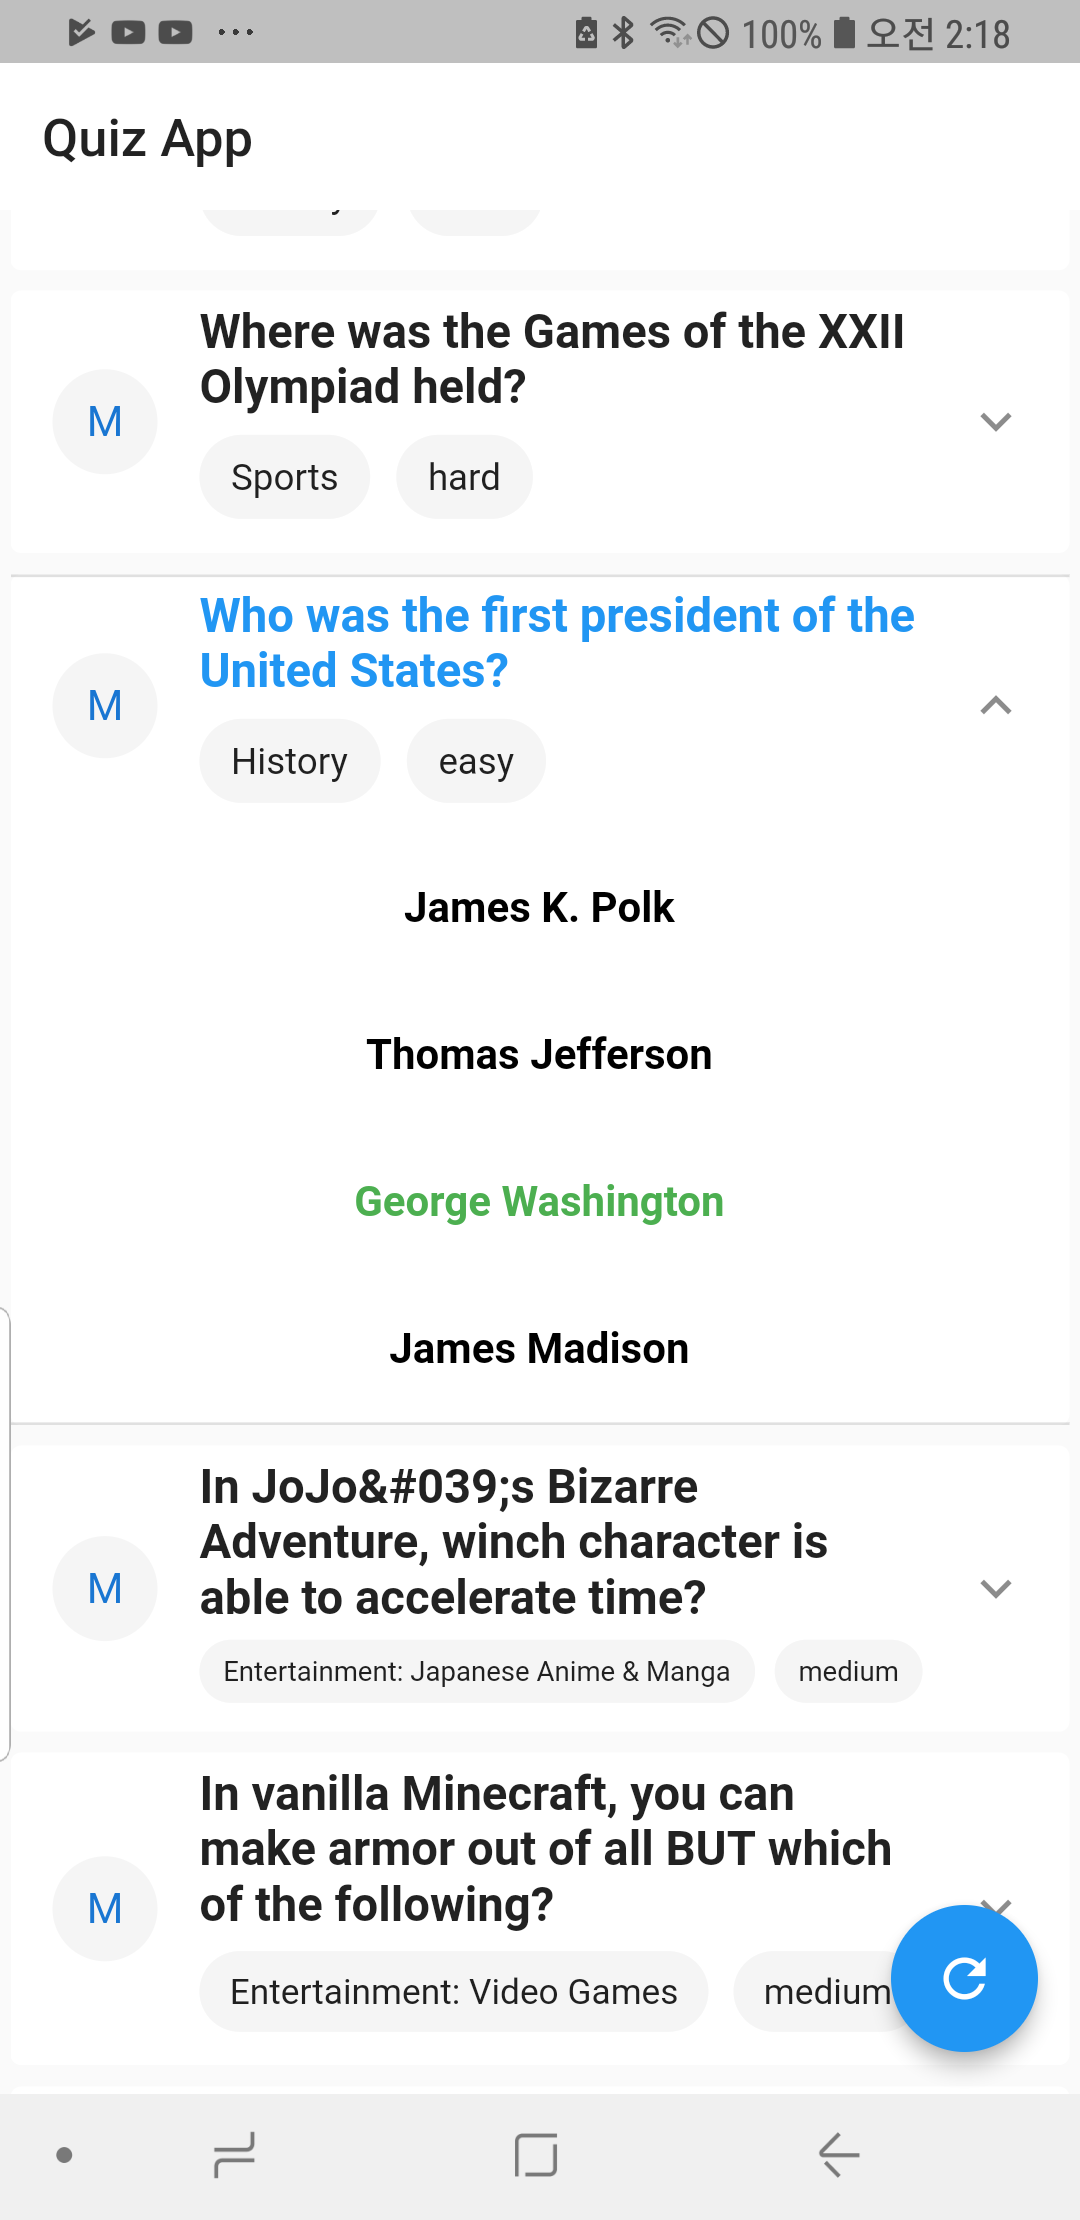 100% 오전 2:18
Quiz App
Where was the Games of the XXII
Olympiad held?
M
Sports hard
Who was the first president of the
United States?
M
History easy
James K. Polk
Thomas Jefferson
George Washington
James Madison
In JoJo&#039;s Bizarre
Adventure, winch character is
able to accelerate time?
M
Entertainment: Japanese Anime & Manga medium
In vanilla Minecraft, you can
make armor out of all BUT which
of the following?
M
Entertainment: Video Games medium